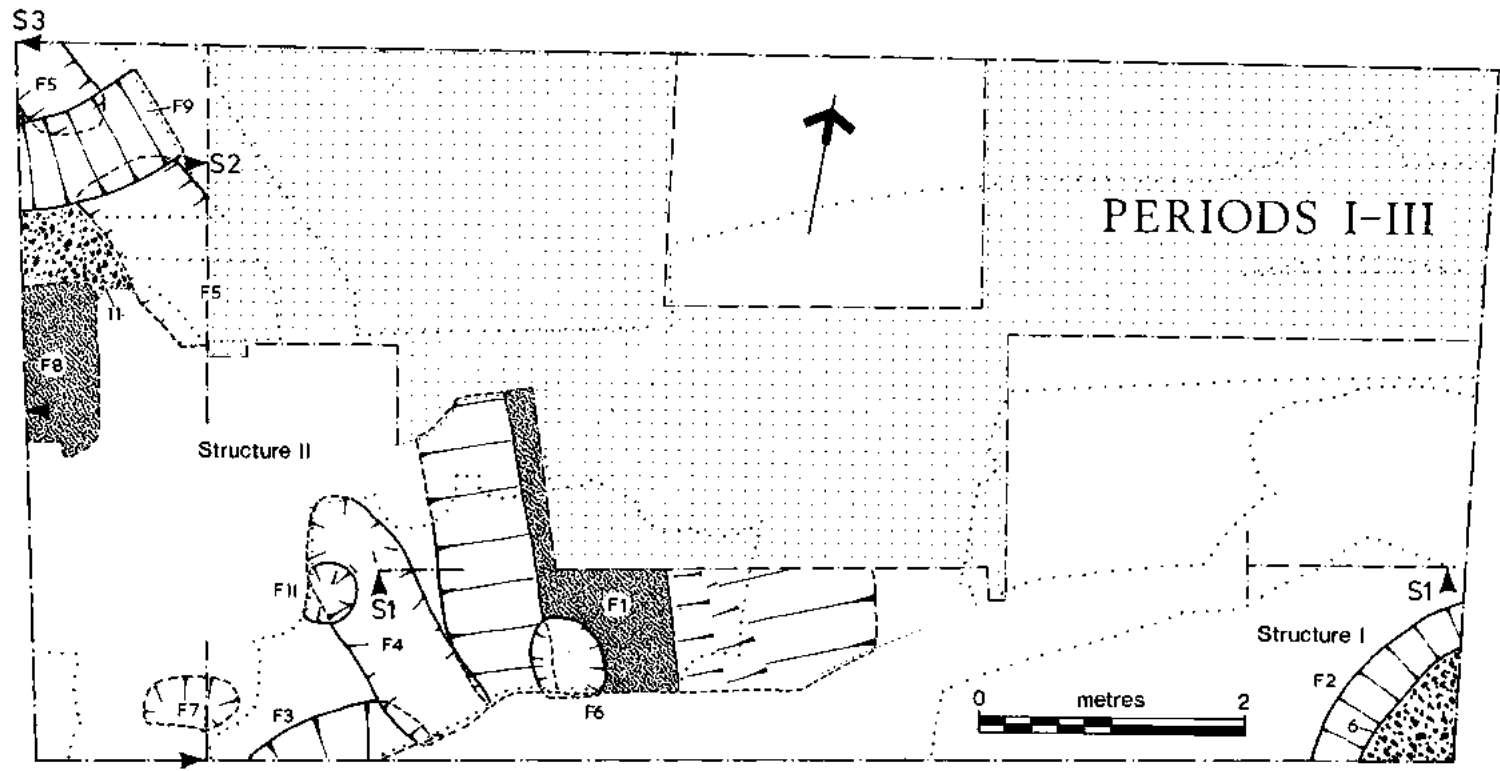 S3
F5
F9
S2
PERIODS I–III
F5
11
F8
Structure II
F11
S1
F1
S1
Structure I
F4
F2
F7
F3
F6
0 metres 2
6